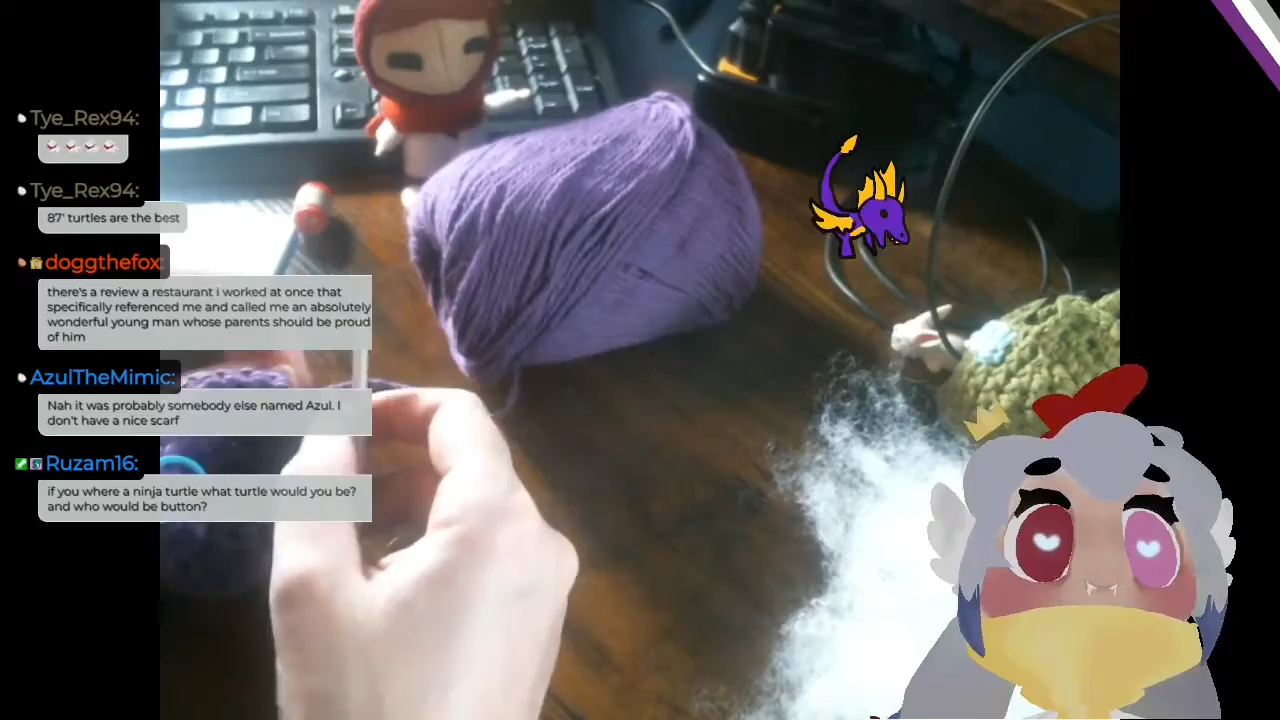 Tye_Rex94:
Tye_Rex94:
87' turtles are the best
doggthefox:
there's a review a restaurant i worked at once that
specifically referenced me and called me an absolutely
wonderful young man whose parents should be proud
of him
AzulTheMimic:
Nah it was probably somebody else named Azul. I
don't have a nice scarf
Ruzam16:
if you where a ninja turtle what turtle would you be?
and who would be button?